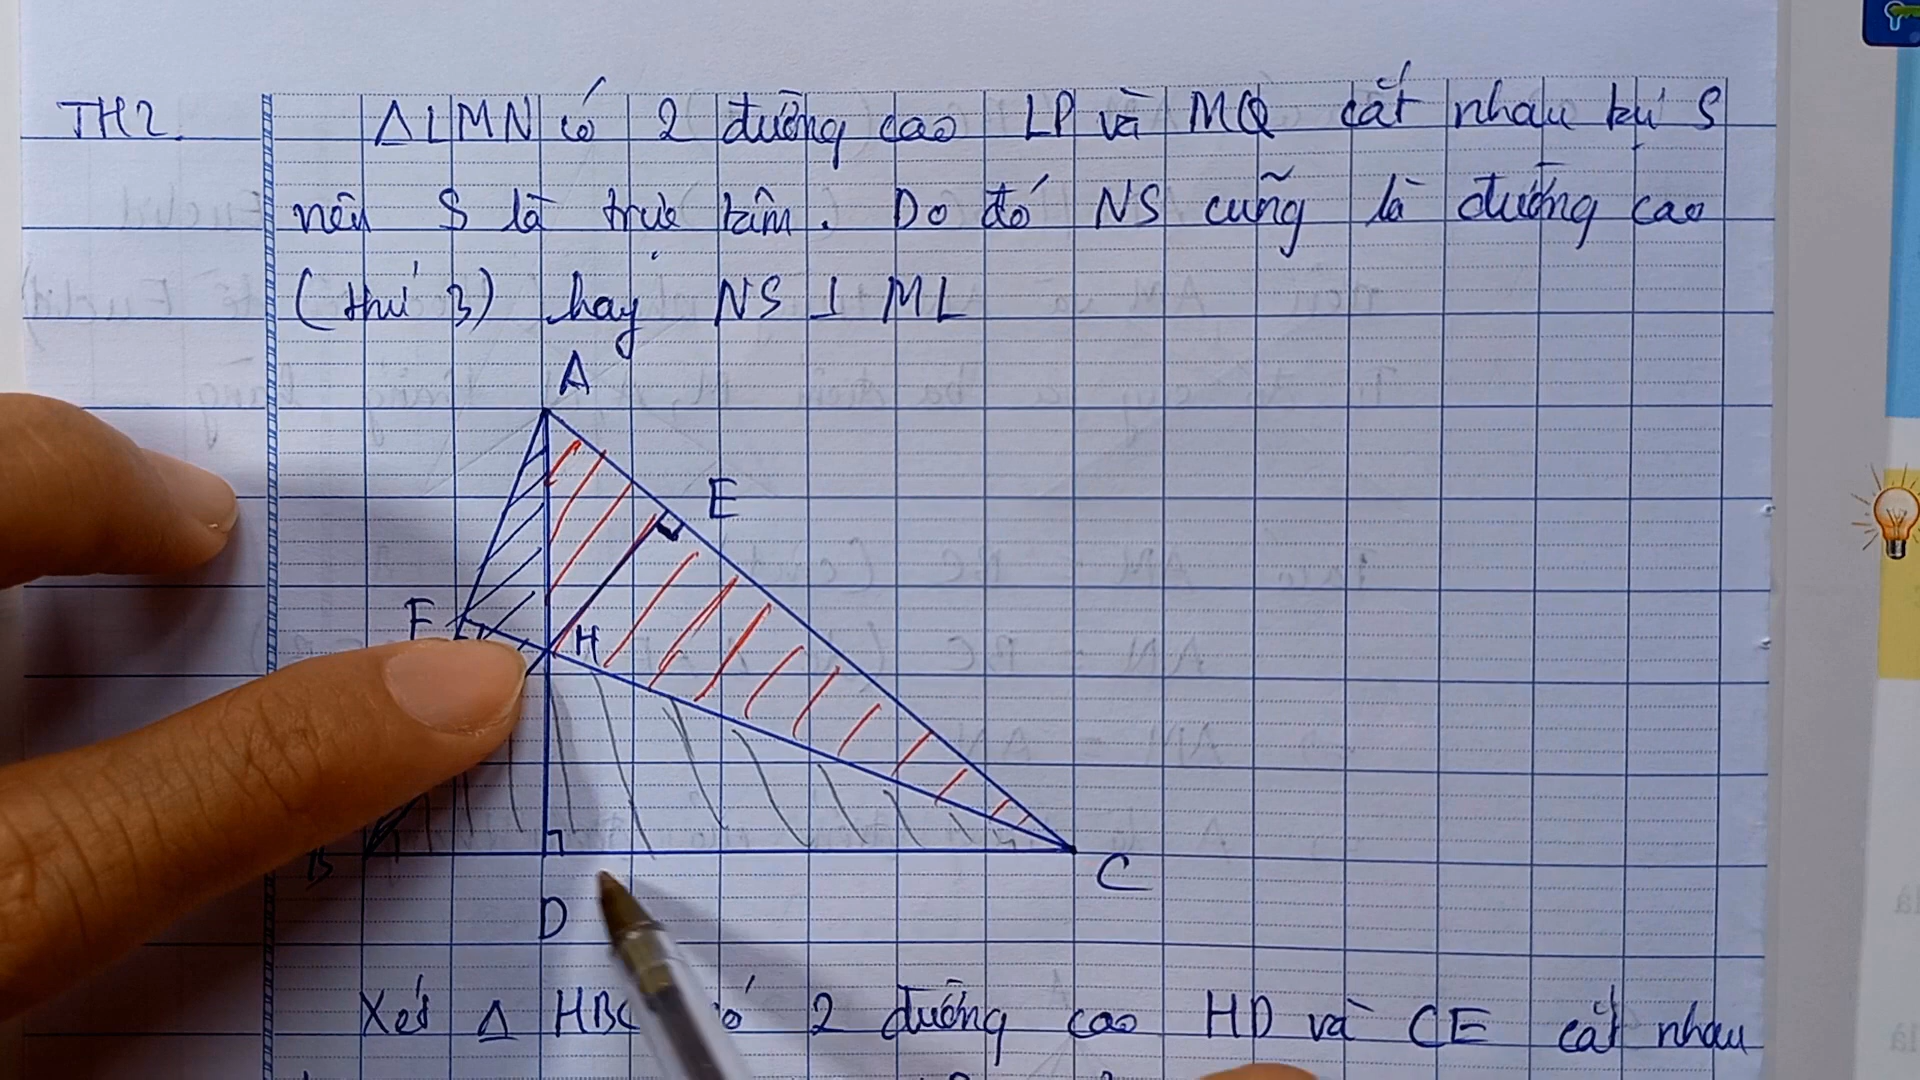 TH2. ΔLMN có 2 đường cao LP và MQ cắt nhau tại S
nên S là trực tâm. Do đó NS cũng là đường cao
(thứ 3) hay NS ⊥ ML
A
E
F
H
B
C
D
Xét Δ HBC có 2 đường cao HD và CE cắt nhau